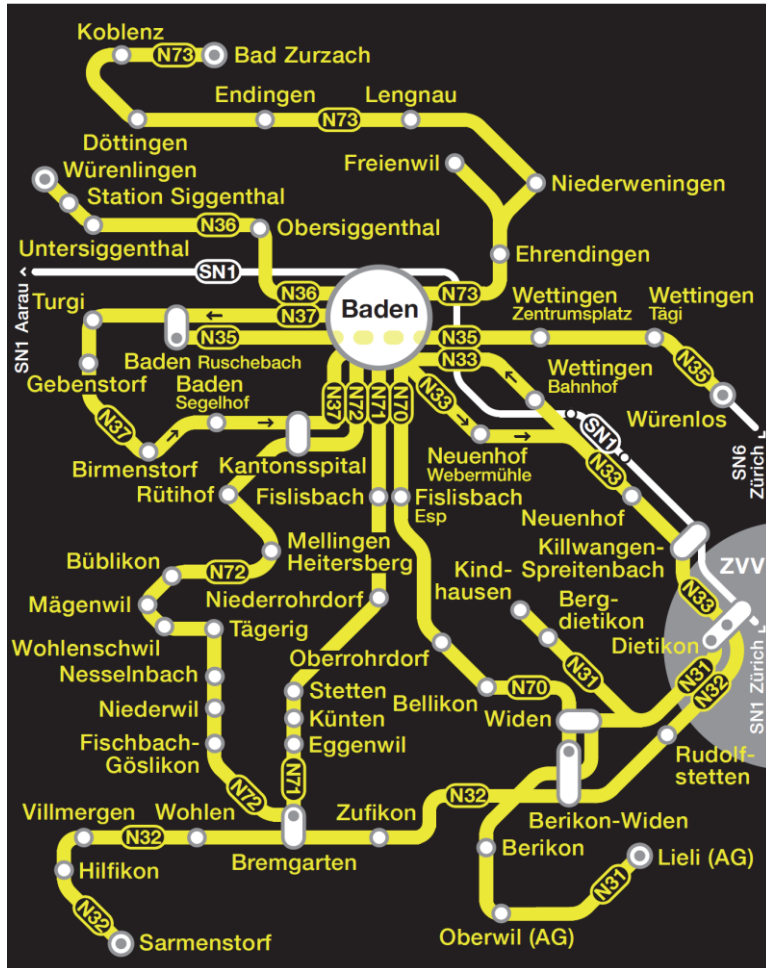 Koblenz
N73
Bad Zurzach
Endingen
Lengnau
N73
Döttingen
Würenlingen
Freienwil
Station Siggenthal
Niederweningen
N36
Obersiggenthal
Untersiggenthal
Ehrendingen
SN1
SN1 Aarau
N36
Baden
N73
Turgi
N37
Wettingen
Zentrumsplatz
Wettingen
Tägi
N35
N35
Baden Ruschebach
N33
N35
Gebenstorf
Baden
Segelhof
Wettingen
Bahnhof
Würenlos
N37
N72
N71
N70
N33
N37
SN1
SN6
Zürich
Birmenstorf
Kantonsspital
Neuenhof
Webermühle
N33
Rütihof
Fislisbach
Fislisbach
Esp
Neuenhof
Mellingen
Heitersberg
Killwangen-
Spreitenbach
ZVV
Büblikon
N72
Kind-
hausen
N33
Mägenwil
Niederrohrdorf
Berg-
dietikon
Wohlenschwil
Tägerig
Dietikon
Oberrohrdorf
N31
N31
N32
SN1 Zürich
Nesselnbach
Stetten
Bellikon
N70
Niederwil
Künten
Widen
Fischbach-
Göslikon
Eggenwil
Rudolf-
stetten
N72
N71
N32
Villmergen
Wohlen
Zufikon
Berikon-Widen
N32
Bremgarten
Berikon
Hilfikon
Lieli (AG)
N31
N32
Oberwil (AG)
Sarmenstorf